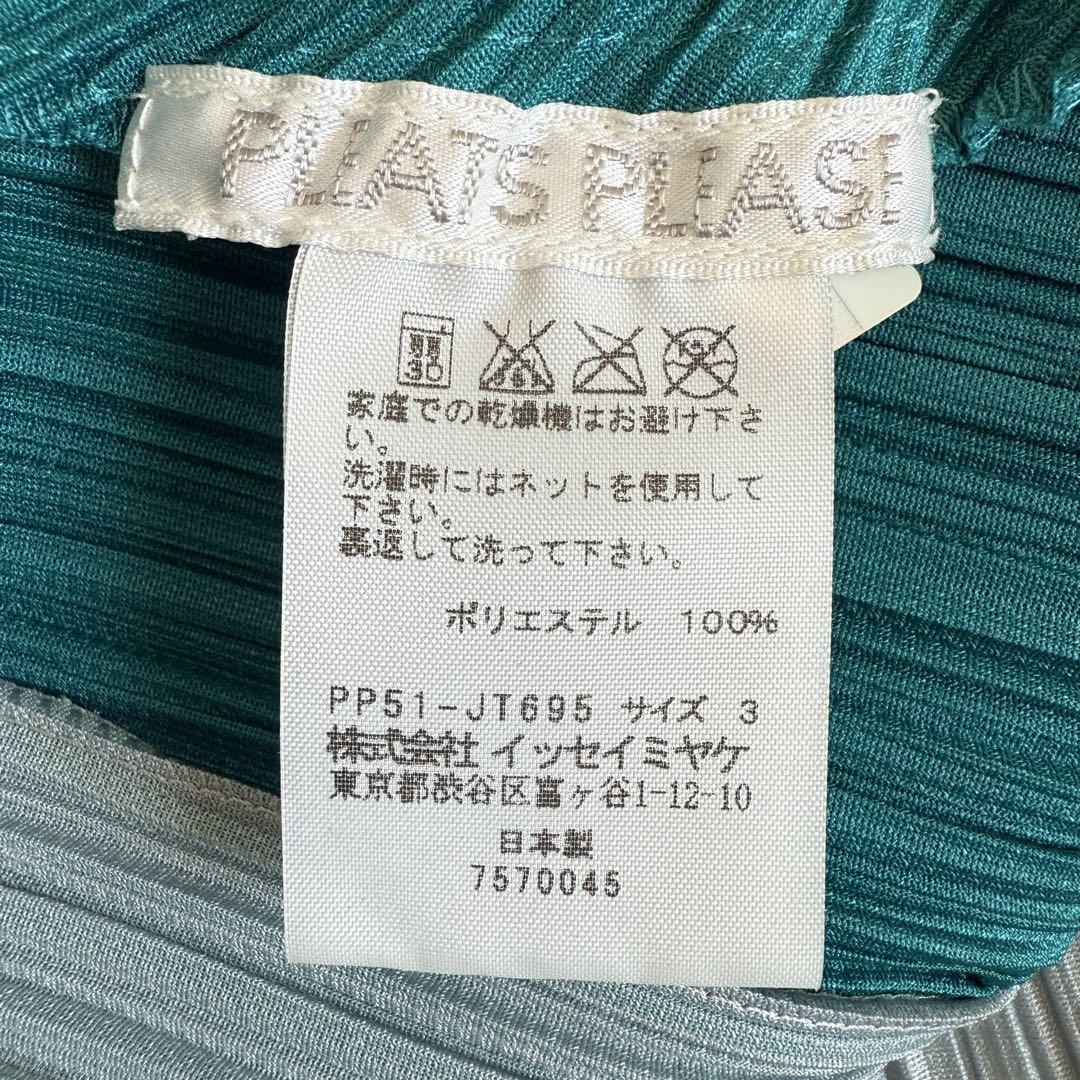 PLEATS PLEASE
30
家庭での乾燥機はお避け下さ
い。
洗濯時にはネットを使用して
下さい。
裏返して洗って下さい。
ポリエステル 100%
PP51-JT695 サイズ 3
株式会社イッセイミヤケ
東京都渋谷区富ヶ谷1-12-10
日本製
7570045